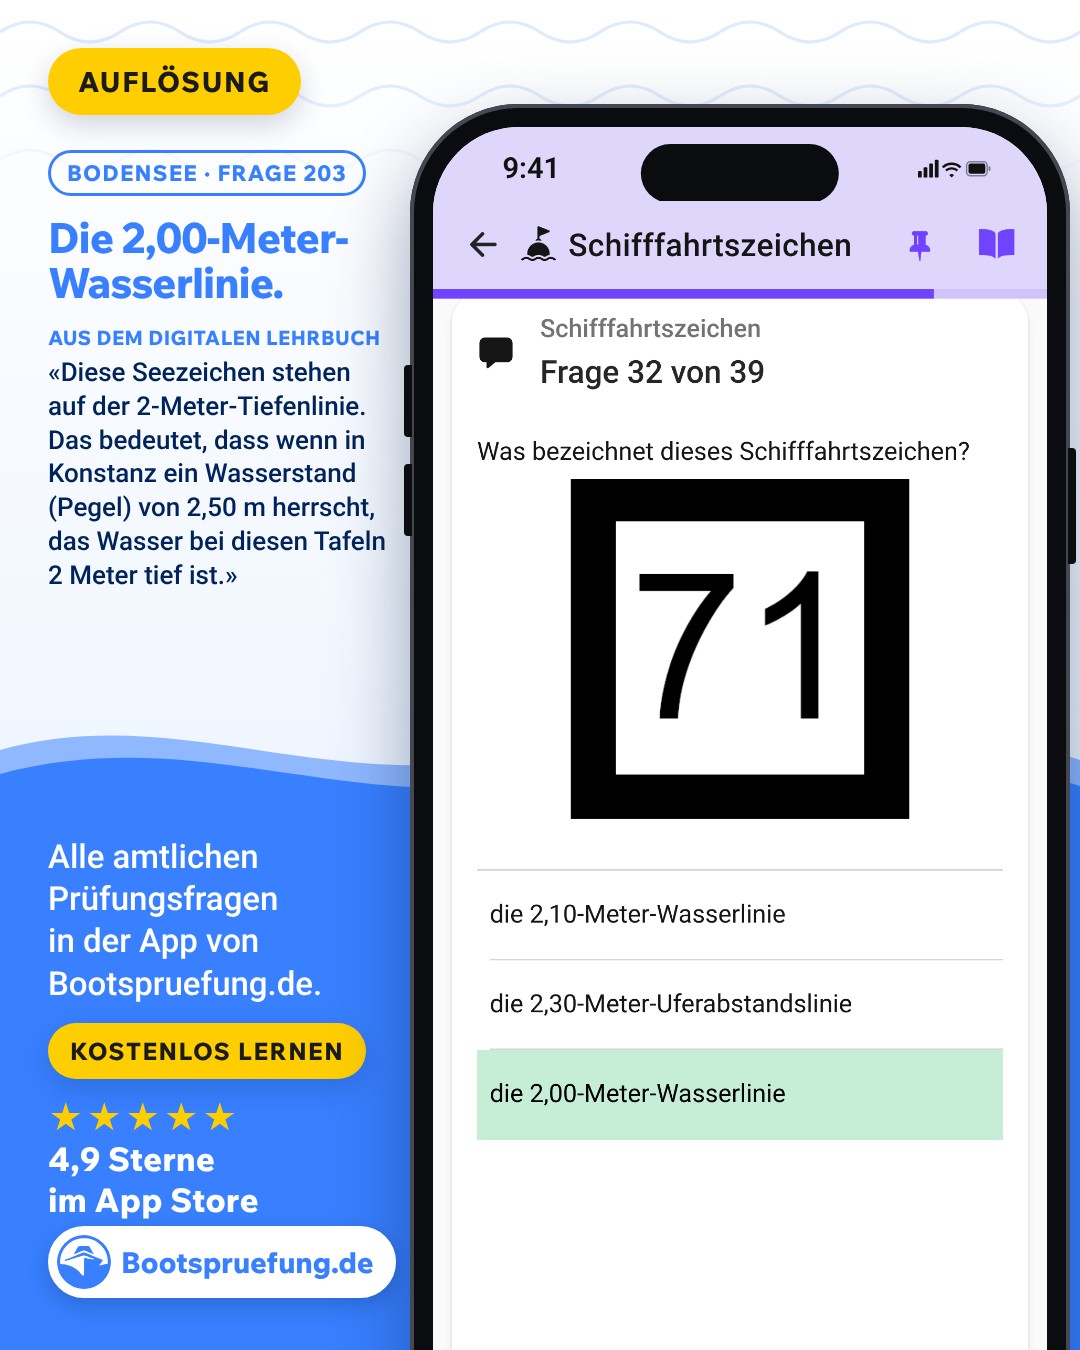 AUFLÖSUNG
BODENSEE · FRAGE 203
Die 2,00-Meter-
Wasserlinie.
AUS DEM DIGITALEN LEHRBUCH
«Diese Seezeichen stehen
auf der 2-Meter-Tiefenlinie.
Das bedeutet, dass wenn in
Konstanz ein Wasserstand
(Pegel) von 2,50 m herrscht,
das Wasser bei diesen Tafeln
2 Meter tief ist.»
Alle amtlichen
Prüfungsfragen
in der App von
Bootspruefung.de.
KOSTENLOS LERNEN
★★★★★
4,9 Sterne
im App Store
Bootspruefung.de
9:41
Schifffahrtszeichen
Schifffahrtszeichen
Frage 32 von 39
Was bezeichnet dieses Schifffahrtszeichen?
71
die 2,10-Meter-Wasserlinie
die 2,30-Meter-Uferabstandslinie
die 2,00-Meter-Wasserlinie